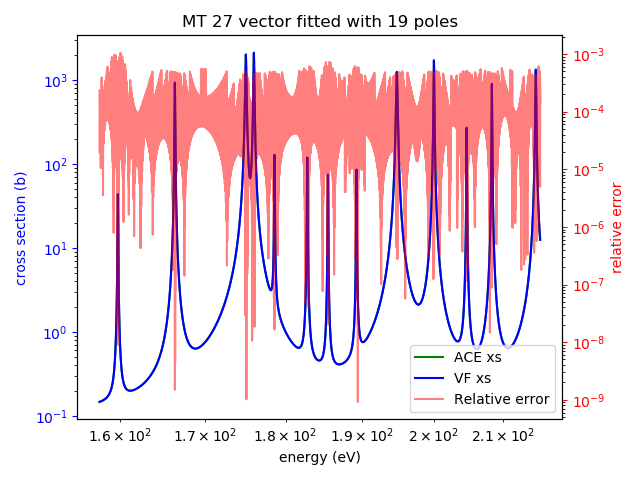 MT 27 vector fitted with 19 poles
cross section (b)
10³
10²
10¹
10⁰
10⁻¹
10⁻³
10⁻⁴
10⁻⁵
10⁻⁶
10⁻⁷
10⁻⁸
10⁻⁹
relative error
ACE xs
VF xs
Relative error
1.6 × 10² 1.7 × 10² 1.8 × 10² 1.9 × 10² 2 × 10² 2.1 × 10²
energy (eV)